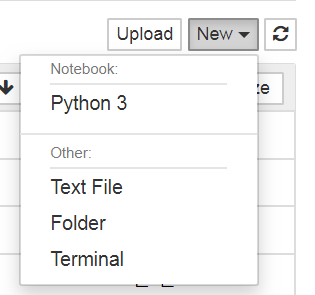 Upload New
Notebook:
Python 3
Other:
Text File
Folder
Terminal